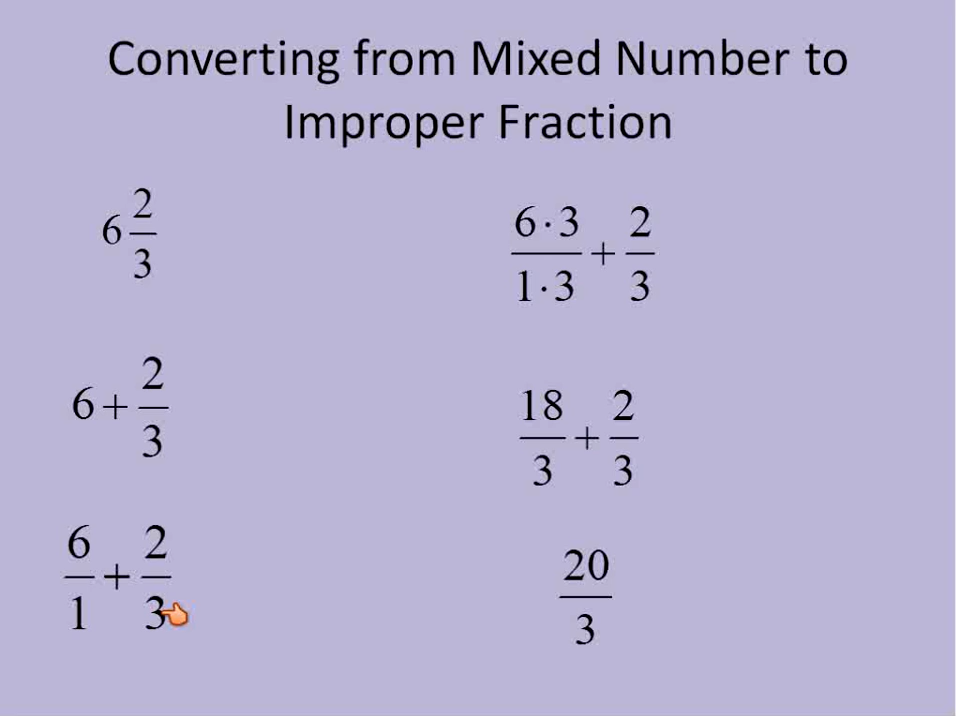 Converting from Mixed Number to
Improper Fraction
6 2/3
6 + 2/3
6/1 + 2/3
6·3/1·3 + 2/3
18/3 + 2/3
20/3